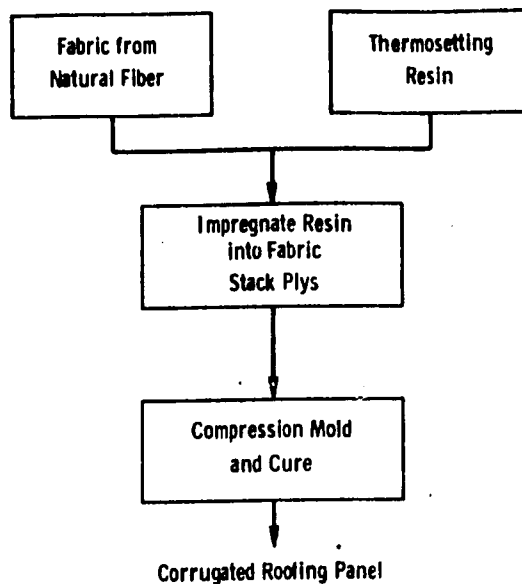 Fabric from
Natural Fiber
Thermosetting
Resin
Impregnate Resin
into Fabric
Stack Plys
Compression Mold
and Cure
Corrugated Roofing Panel